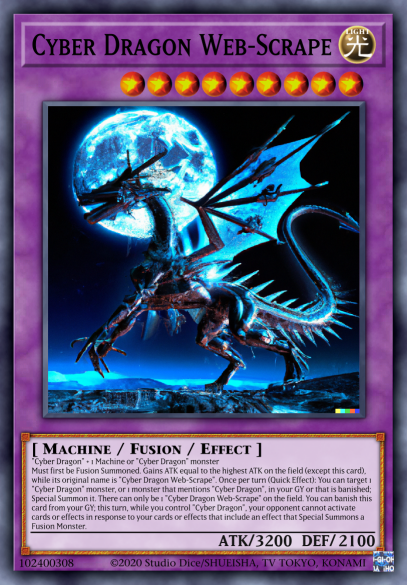 CYBER DRAGON WEB-SCRAPE
LIGHT
光
[ MACHINE / FUSION / EFFECT ]
"Cyber Dragon" + 1 Machine or "Cyber Dragon" monster
Must first be Fusion Summoned. Gains ATK equal to the highest ATK on the field (except this card),
while its original name is "Cyber Dragon Web-Scrape". Once per turn (Quick Effect): You can target 1
"Cyber Dragon" monster, or 1 monster that mentions "Cyber Dragon", in your GY or that is banished;
Special Summon it. There can only be 1 "Cyber Dragon Web-Scrape" on the field. You can banish this
card from your GY; this turn, while you control "Cyber Dragon", your opponent cannot activate
cards or effects in response to your cards or effects that include an effect that Special Summons a
Fusion Monster.
ATK/3200 DEF/2100
102400308
©2020 Studio Dice/SHUEISHA, TV TOKYO, KONAMI